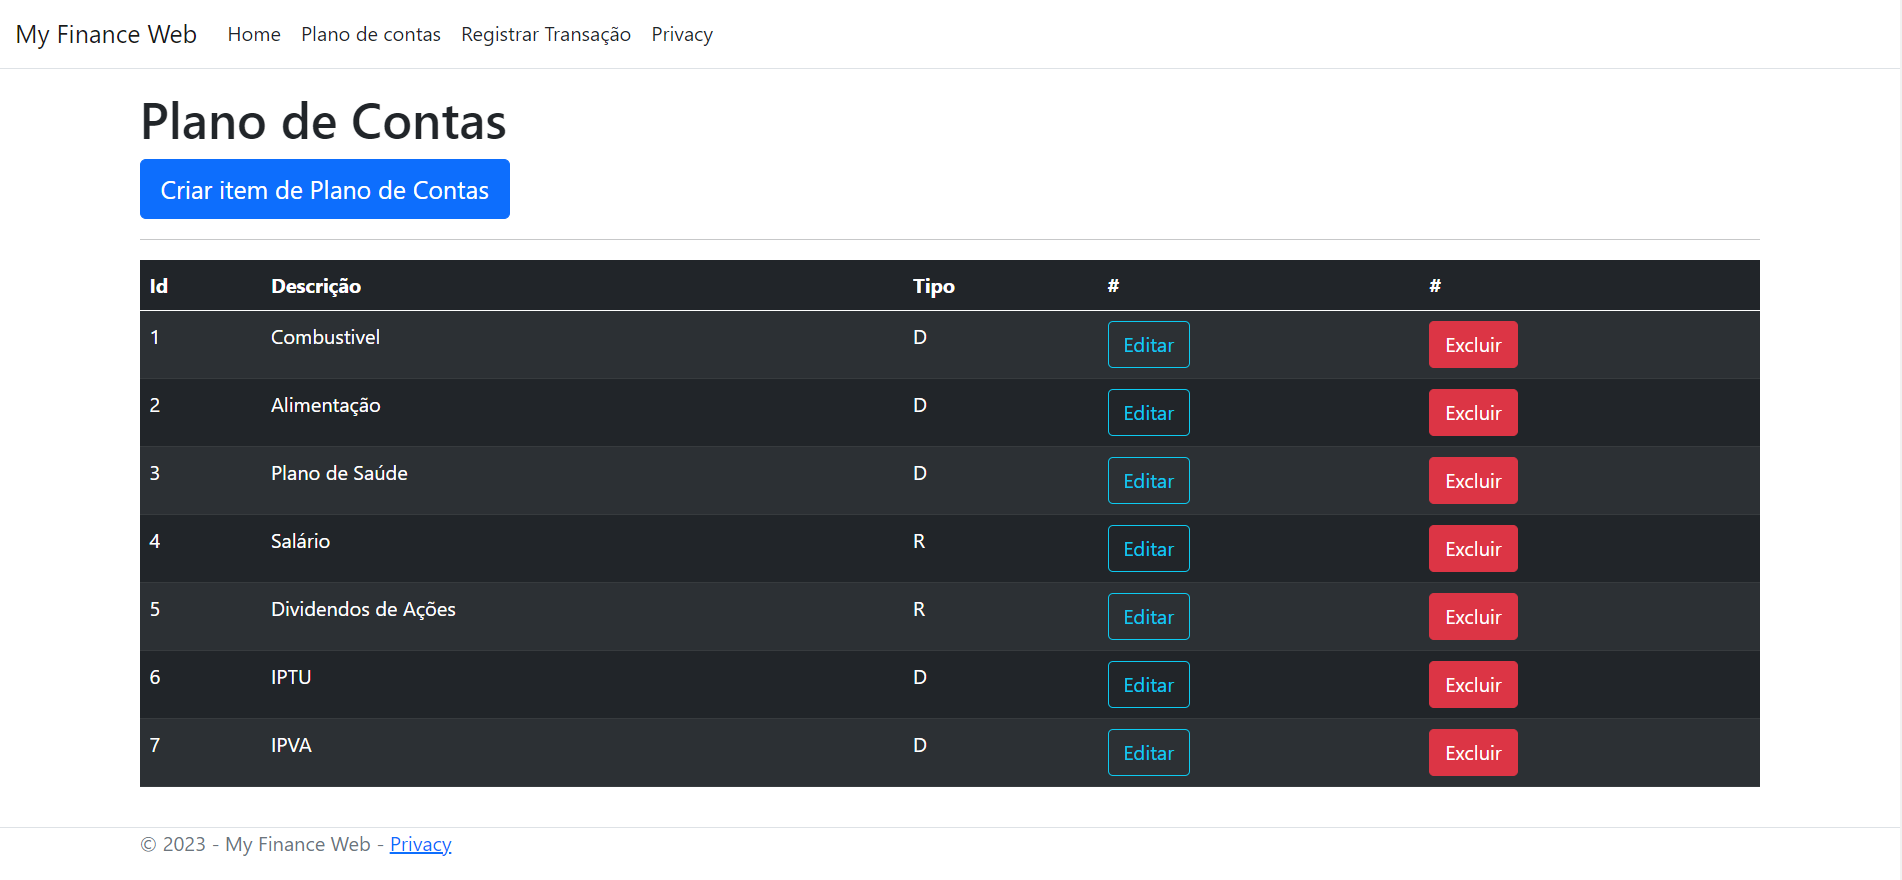 My Finance Web Home Plano de contas Registrar Transação Privacy
Plano de Contas
Criar item de Plano de Contas
Id Descrição Tipo # #
1 Combustivel D Editar Excluir
2 Alimentação D Editar Excluir
3 Plano de Saúde D Editar Excluir
4 Salário R Editar Excluir
5 Dividendos de Ações R Editar Excluir
6 IPTU D Editar Excluir
7 IPVA D Editar Excluir
© 2023 - My Finance Web - Privacy